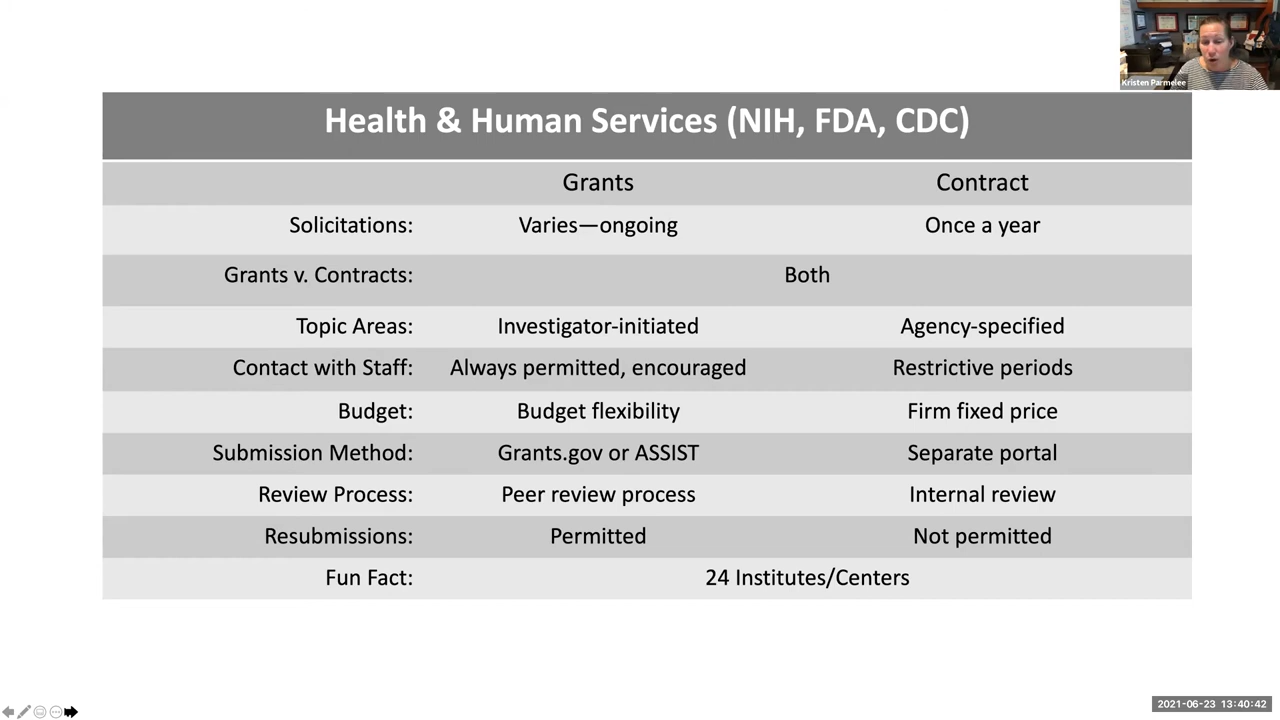 Kristen Parmelee
Health & Human Services (NIH, FDA, CDC)
Grants Contract
Solicitations: Varies—ongoing Once a year
Grants v. Contracts: Both
Topic Areas: Investigator-initiated Agency-specified
Contact with Staff: Always permitted, encouraged Restrictive periods
Budget: Budget flexibility Firm fixed price
Submission Method: Grants.gov or ASSIST Separate portal
Review Process: Peer review process Internal review
Resubmissions: Permitted Not permitted
Fun Fact: 24 Institutes/Centers
2021-06-23 13:40:42